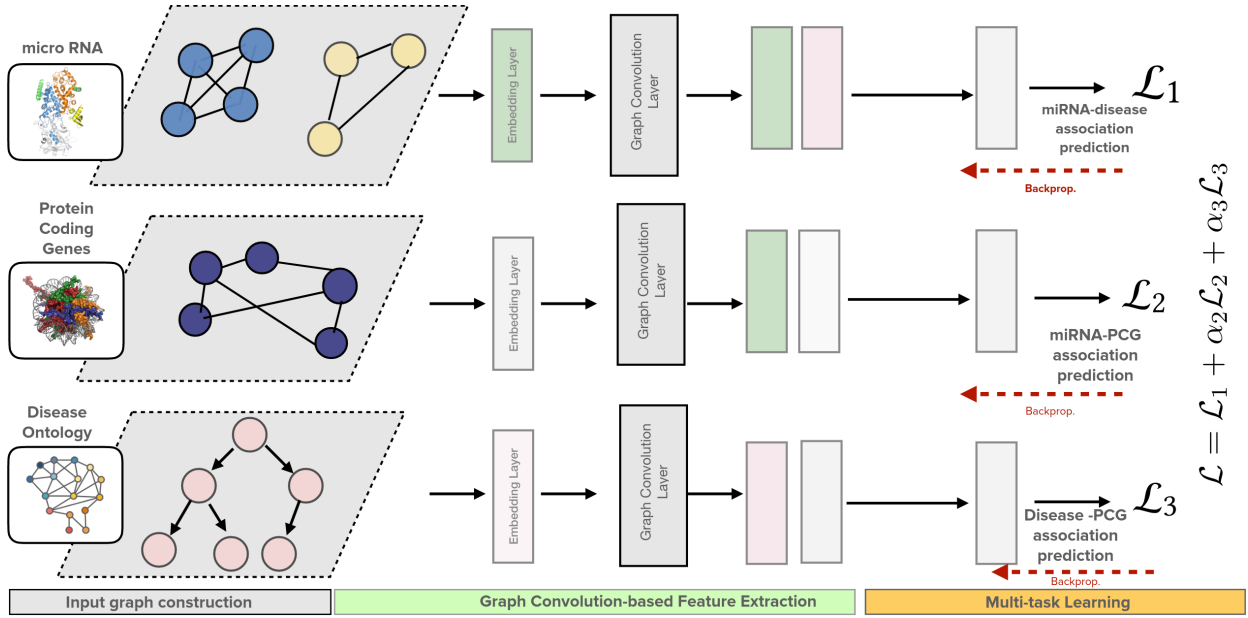 micro RNA
Embedding Layer
Graph Convolution
Layer
ℒ₁
miRNA-disease
association
prediction
Backprop.
Protein
Coding
Genes
Embedding Layer
Graph Convolution
Layer
ℒ₂
miRNA-PCG
association
prediction
Backprop.
Disease
Ontology
Embedding Layer
Graph Convolution
Layer
ℒ₃
Disease -PCG
association
prediction
Backprop.
ℒ = ℒ₁ + α₂ℒ₂ + α₃ℒ₃
Input graph construction
Graph Convolution-based Feature Extraction
Multi-task Learning